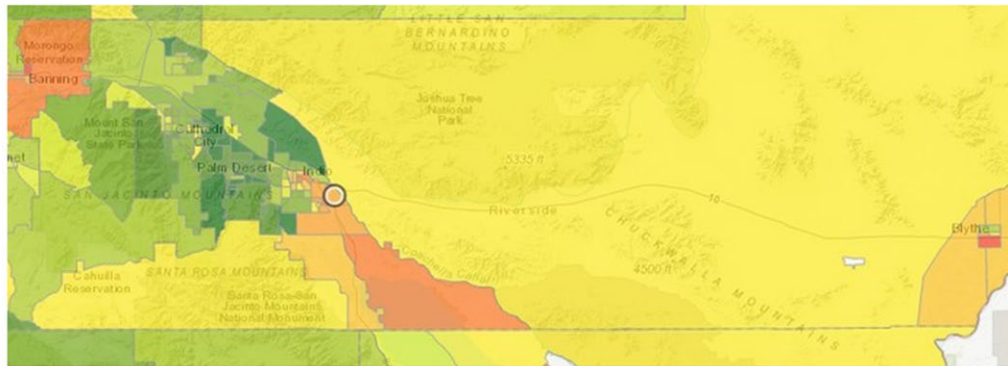 LITTLE SAN
BERNARDINO
MOUNTAINS
Morongo
Reservation
Banning
Joshua Tree
National
Park
Mount San
Jacinto
State Park
Cathedral
City
5335 ft
Palm Desert
Indio
SAN JACINTO MOUNTAINS
10
Riverside
Blythe
CHUCKWALLA MOUNTAINS
Coachella Canal
4500 ft
SANTA ROSA MOUNTAINS
Cahuilla
Reservation
Santa Rosa-San
Jacinto Mountains
National Monument